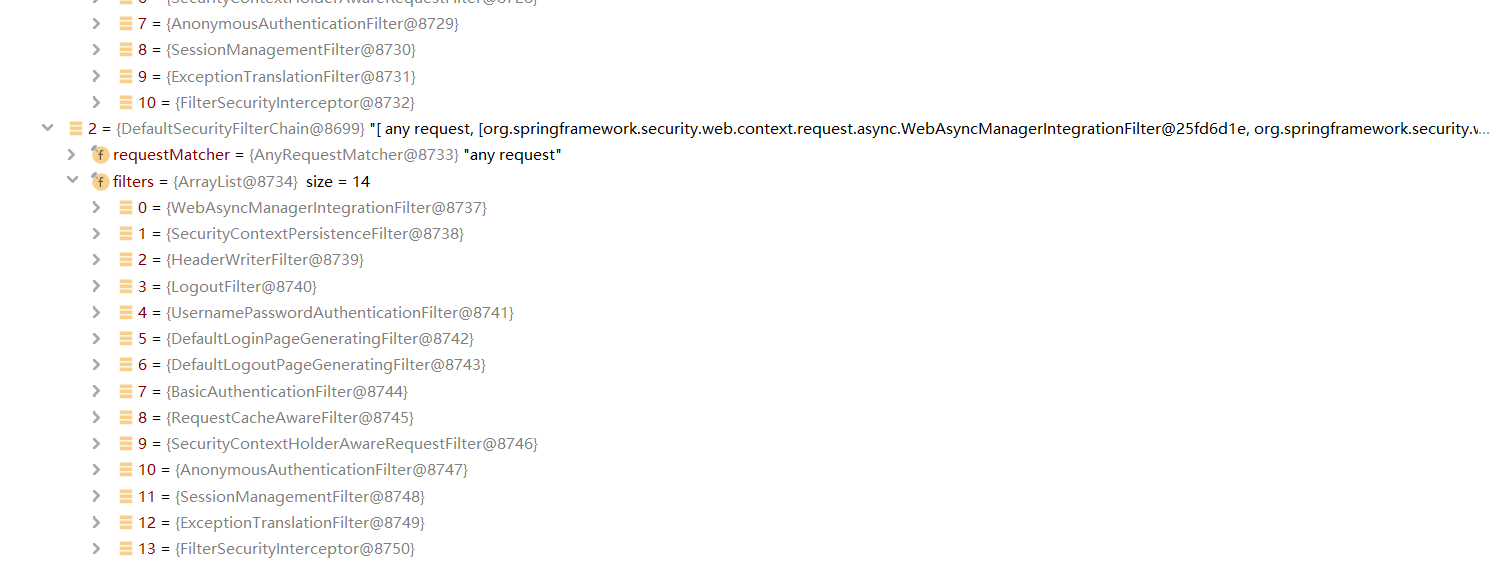 6 = {SecurityContextHolderAwareRequestFilter@8728}
7 = {AnonymousAuthenticationFilter@8729}
8 = {SessionManagementFilter@8730}
9 = {ExceptionTranslationFilter@8731}
10 = {FilterSecurityInterceptor@8732}
2 = {DefaultSecurityFilterChain@8699} "[ any request, [org.springframework.security.web.context.request.async.WebAsyncManagerIntegrationFilter@25fd6d1e, org.springframework.security.w...
f requestMatcher = {AnyRequestMatcher@8733} "any request"
f filters = {ArrayList@8734} size = 14
0 = {WebAsyncManagerIntegrationFilter@8737}
1 = {SecurityContextPersistenceFilter@8738}
2 = {HeaderWriterFilter@8739}
3 = {LogoutFilter@8740}
4 = {UsernamePasswordAuthenticationFilter@8741}
5 = {DefaultLoginPageGeneratingFilter@8742}
6 = {DefaultLogoutPageGeneratingFilter@8743}
7 = {BasicAuthenticationFilter@8744}
8 = {RequestCacheAwareFilter@8745}
9 = {SecurityContextHolderAwareRequestFilter@8746}
10 = {AnonymousAuthenticationFilter@8747}
11 = {SessionManagementFilter@8748}
12 = {ExceptionTranslationFilter@8749}
13 = {FilterSecurityInterceptor@8750}